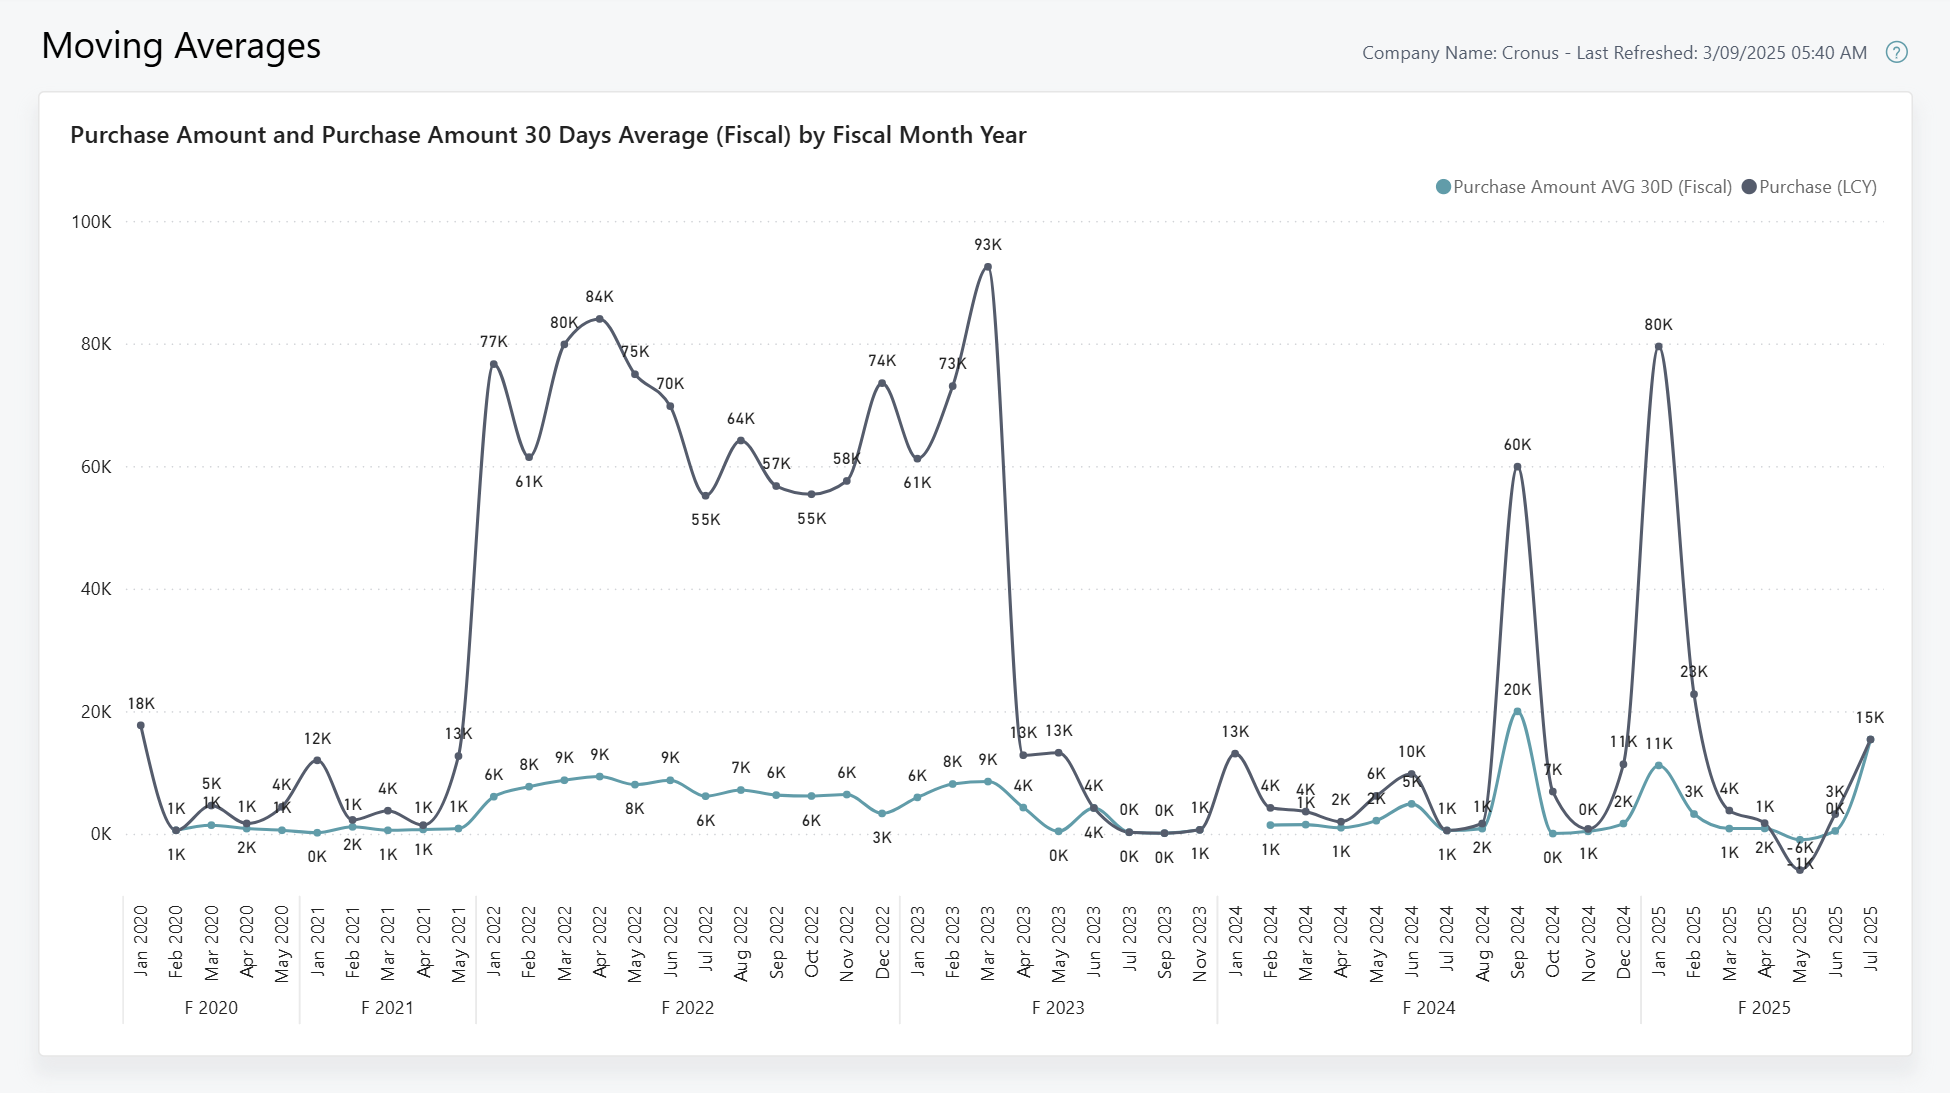 Moving Averages
Company Name: Cronus - Last Refreshed: 3/09/2025 05:40 AM ?
Purchase Amount and Purchase Amount 30 Days Average (Fiscal) by Fiscal Month Year
Purchase Amount AVG 30D (Fiscal) Purchase (LCY)
100K
80K
60K
40K
20K
0K
18K 1K 5K 1K 4K 12K 1K 4K 1K 13K 77K 61K 80K 84K 75K 70K 55K 64K 57K 55K 58K 74K 61K 73K 93K 13K 13K 4K 0K 0K 1K 13K 4K 4K 2K 6K 10K 1K 1K 60K 7K 0K 11K 80K 23K 4K 1K -6K 3K 15K
1K 1K 2K 1K 0K 2K 1K 1K 1K 6K 8K 9K 9K 8K 9K 6K 7K 6K 6K 6K 3K 6K 8K 9K 4K 0K 4K 0K 0K 1K 1K 1K 1K 2K 5K 1K 2K 20K 0K 1K 2K 11K 3K 1K 2K -1K 0K
Jan 2020
Feb 2020
Mar 2020
Apr 2020
May 2020
Jan 2021
Feb 2021
Mar 2021
Apr 2021
May 2021
Jan 2022
Feb 2022
Mar 2022
Apr 2022
May 2022
Jun 2022
Jul 2022
Aug 2022
Sep 2022
Oct 2022
Nov 2022
Dec 2022
Jan 2023
Feb 2023
Mar 2023
Apr 2023
May 2023
Jun 2023
Jul 2023
Sep 2023
Nov 2023
Jan 2024
Feb 2024
Mar 2024
Apr 2024
May 2024
Jun 2024
Jul 2024
Aug 2024
Sep 2024
Oct 2024
Nov 2024
Dec 2024
Jan 2025
Feb 2025
Mar 2025
Apr 2025
May 2025
Jun 2025
Jul 2025
F 2020 F 2021 F 2022 F 2023 F 2024 F 2025